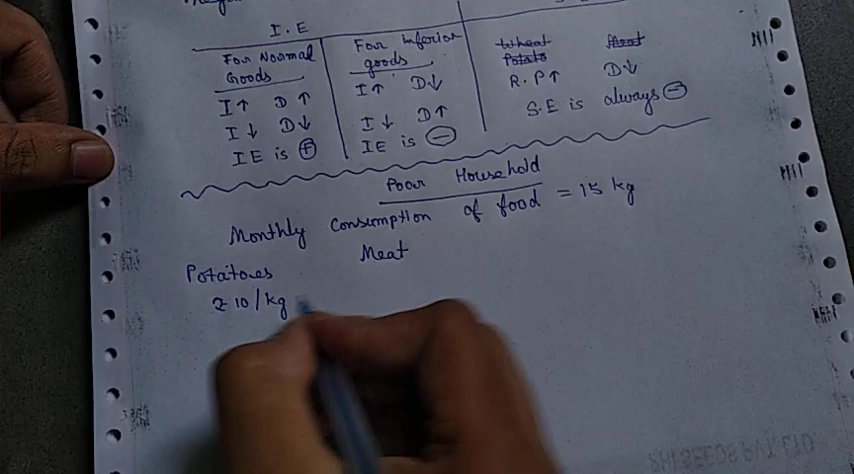 I.E
For Normal
Goods
I↑ D↑
I↓ D↓
IE is +
For Inferior
goods
I↑ D↓
I↓ D↑
IE is −
Wheat Meat
Potato
R.P↑ D↓
S.E is always −
Poor Household
Monthly Consumption of food = 15 kg
Potatoes Meat
₹10/kg